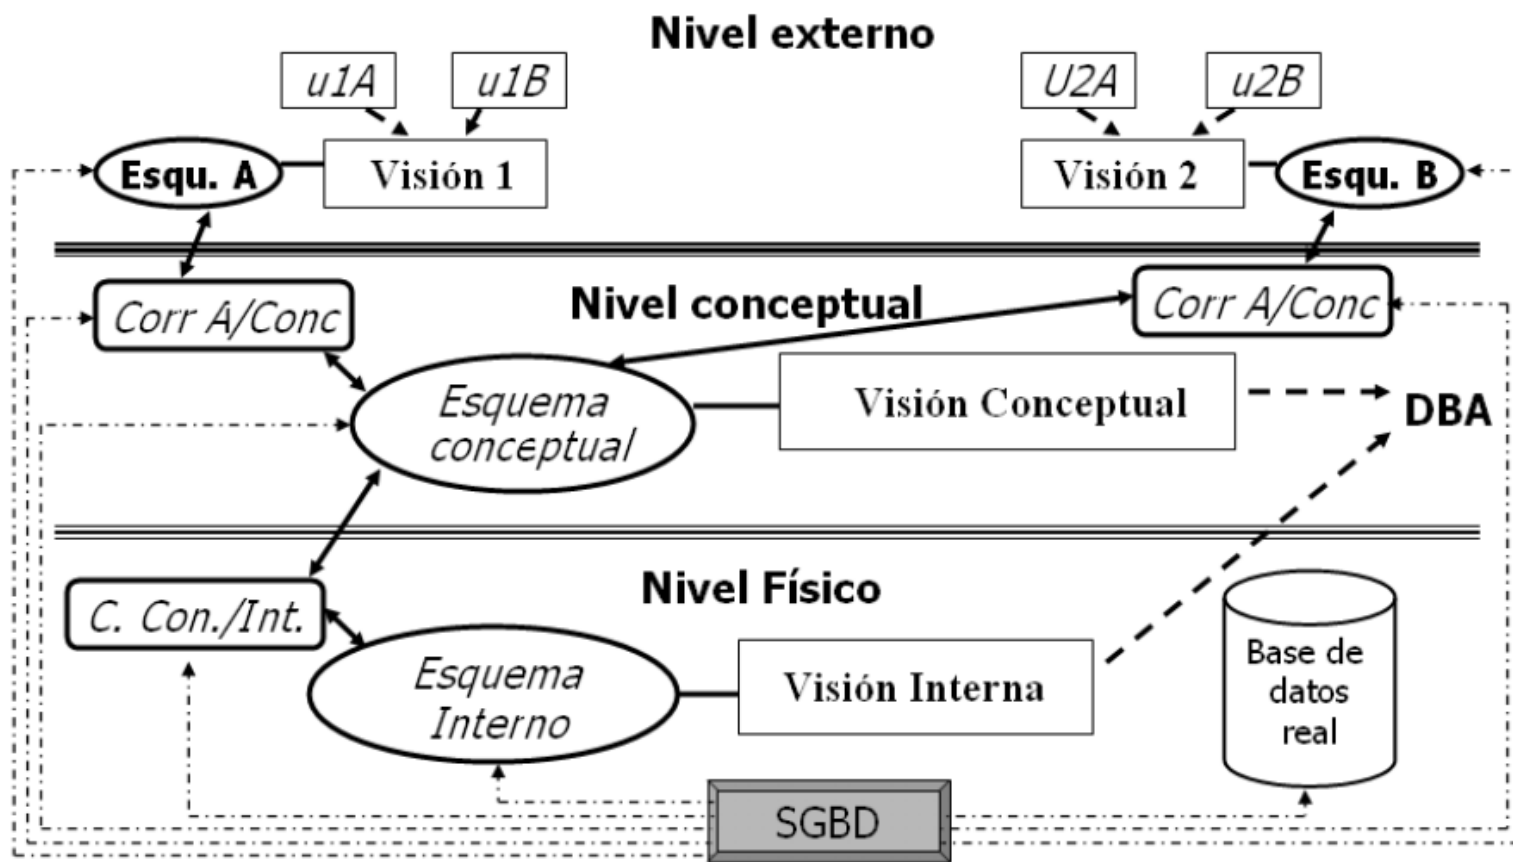 Nivel externo
u1A
u1B
U2A
u2B
Esqu. A
Visión 1
Visión 2
Esqu. B
Corr A/Conc
Nivel conceptual
Corr A/Conc
Esquema
conceptual
Visión Conceptual
DBA
C. Con./Int.
Nivel Físico
Esquema
Interno
Visión Interna
Base de
datos
real
SGBD